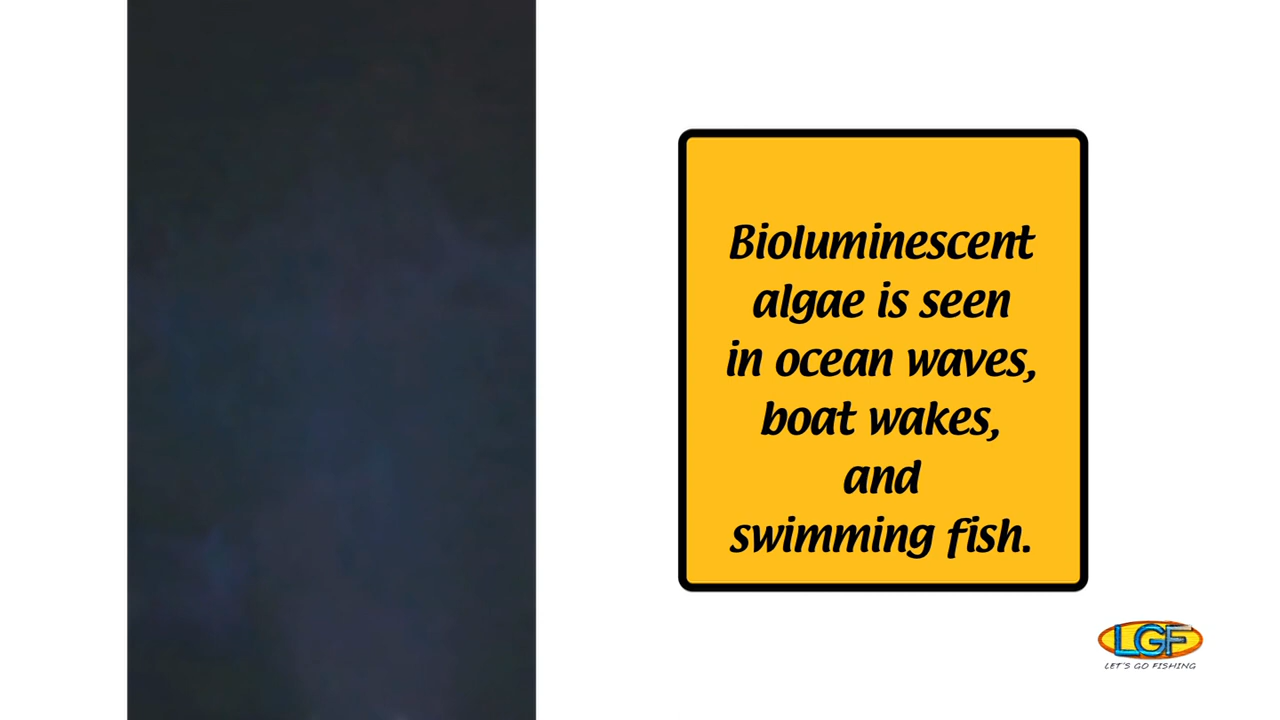 Bioluminescent
algae is seen
in ocean waves,
boat wakes,
and
swimming fish.
LGF
LET'S GO FISHING